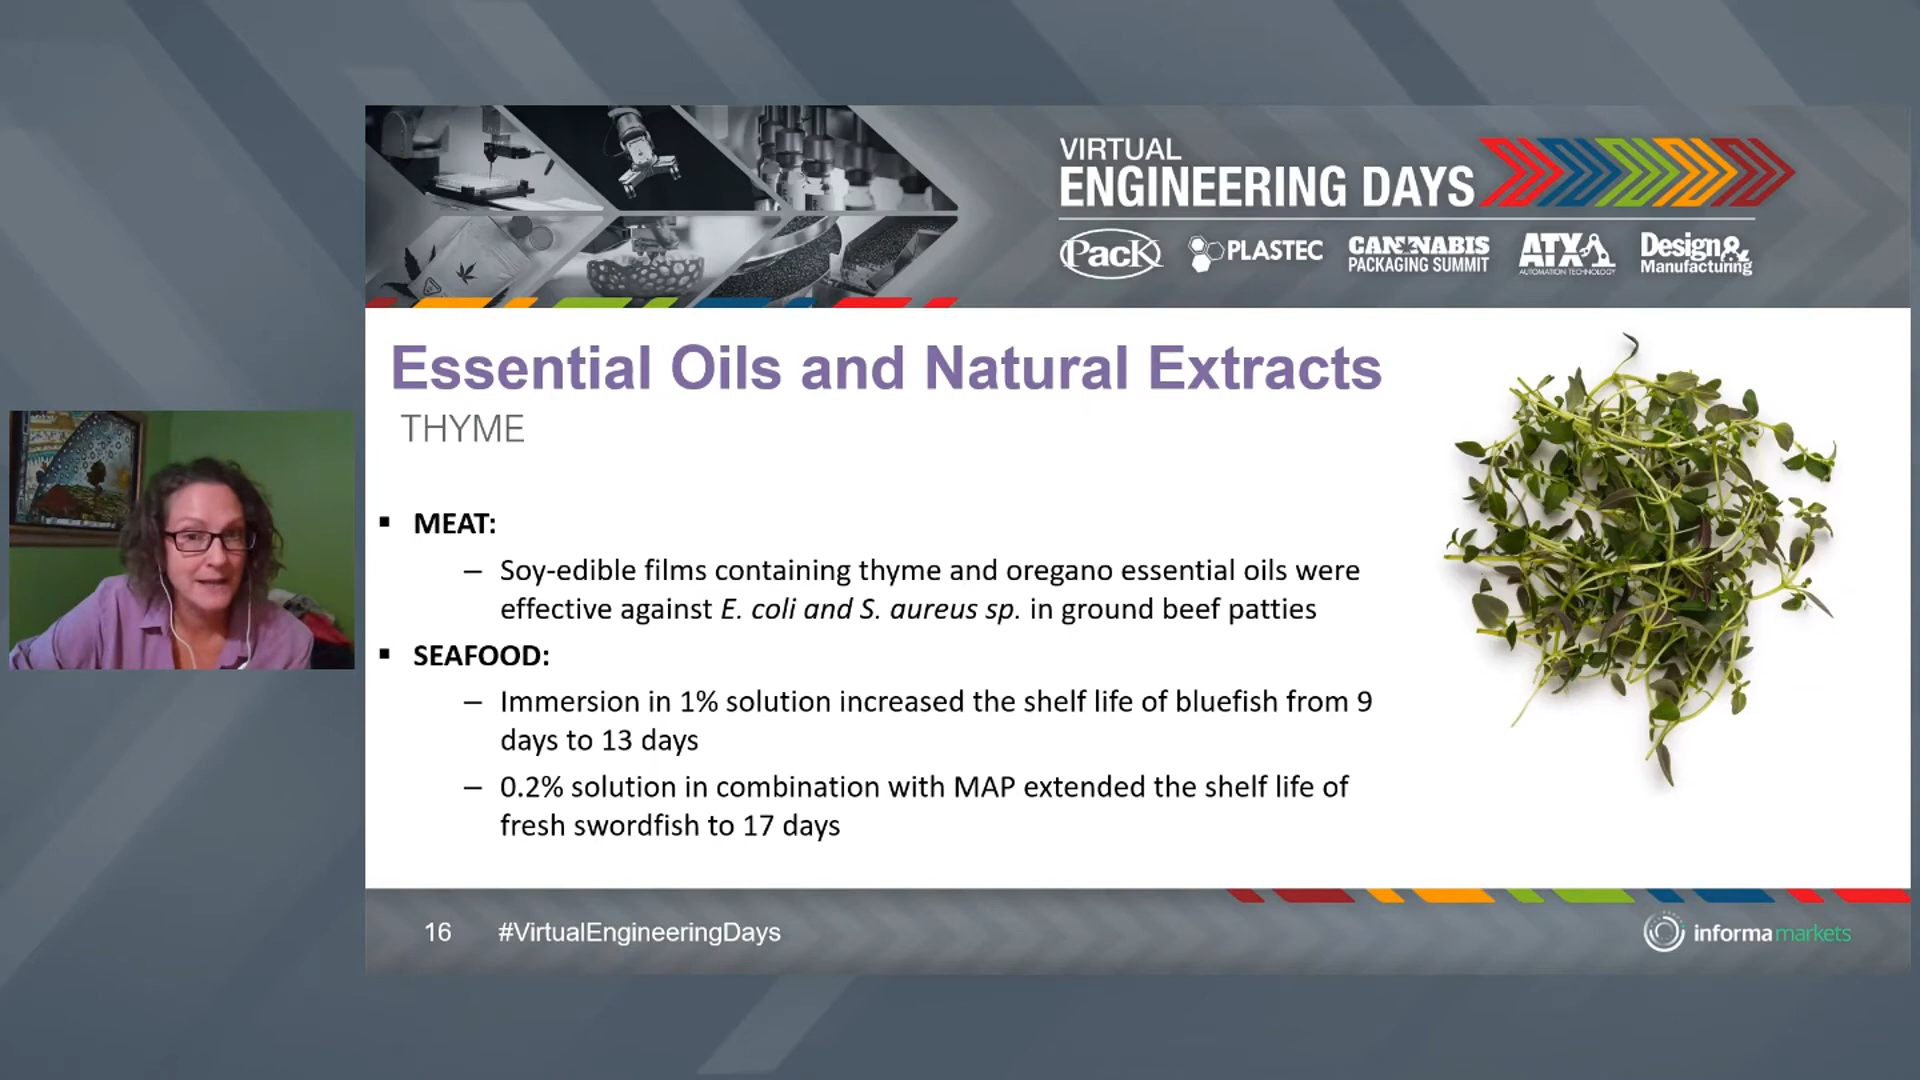 VIRTUAL
ENGINEERING DAYS
PacK
PLASTEC
CANNABIS
PACKAGING SUMMIT
ATX
AUTOMATION TECHNOLOGY
Design&
Manufacturing
Essential Oils and Natural Extracts
THYME
▪ MEAT:
– Soy-edible films containing thyme and oregano essential oils were
effective against E. coli and S. aureus sp. in ground beef patties
▪ SEAFOOD:
– Immersion in 1% solution increased the shelf life of bluefish from 9
days to 13 days
– 0.2% solution in combination with MAP extended the shelf life of
fresh swordfish to 17 days
16 #VirtualEngineeringDays
informa markets